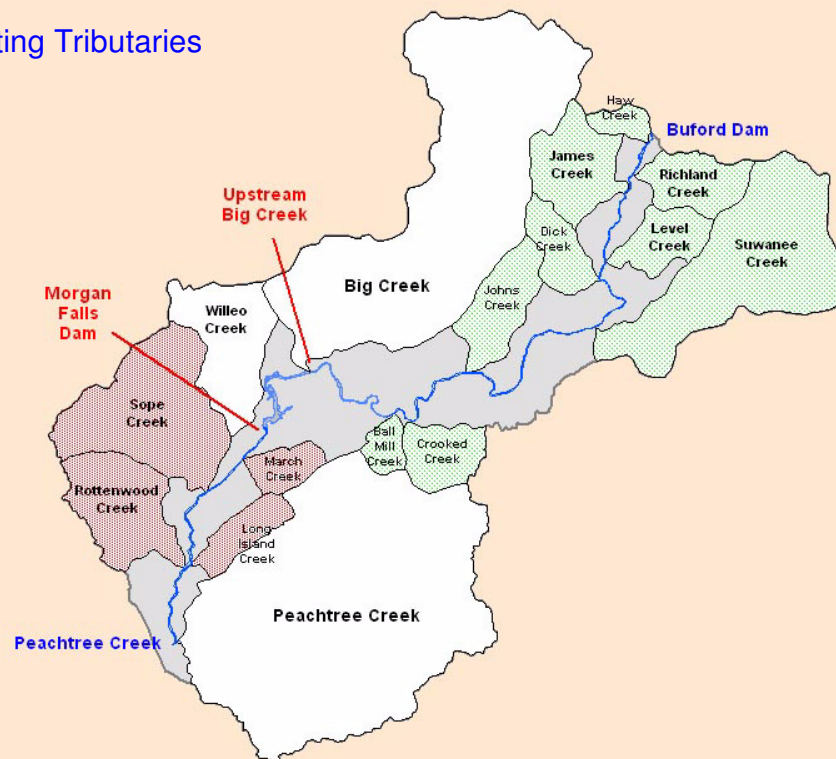 ting Tributaries
Haw
Creek
Buford Dam
James
Creek
Richland
Creek
Upstream
Big Creek
Level
Creek
Dick
Creek
Suwanee
Creek
Big Creek
Johns
Creek
Morgan
Falls
Dam
Willeo
Creek
Sope
Creek
Ball
Mill
Creek
Crooked
Creek
March
Creek
Rottenwood
Creek
Long
Island
Creek
Peachtree Creek
Peachtree Creek